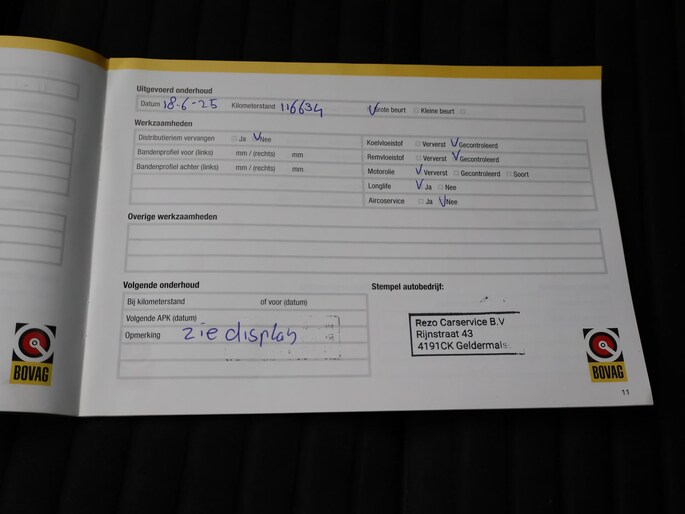 Uitgevoerd onderhoud
Datum 18-6-25 Kilometerstand 116634 Grote beurt Kleine beurt
Werkzaamheden
Distributieriem vervangen Ja Nee
Bandenprofiel voor (links) mm / (rechts) mm
Bandenprofiel achter (links) mm / (rechts) mm
Koelvloeistof Ververst Gecontroleerd
Remvloeistof Ververst Gecontroleerd
Motorolie Ververst Gecontroleerd Soort
Longlife Ja Nee
Aircoservice Ja Nee
Overige werkzaamheden
Volgende onderhoud
Bij kilometerstand of voor (datum)
Volgende APK (datum)
Opmerking zie display
Stempel autobedrijf:
Rezo Carservice B.V
Rijnstraat 43
4191CK Geldermals
BOVAG
BOVAG
11